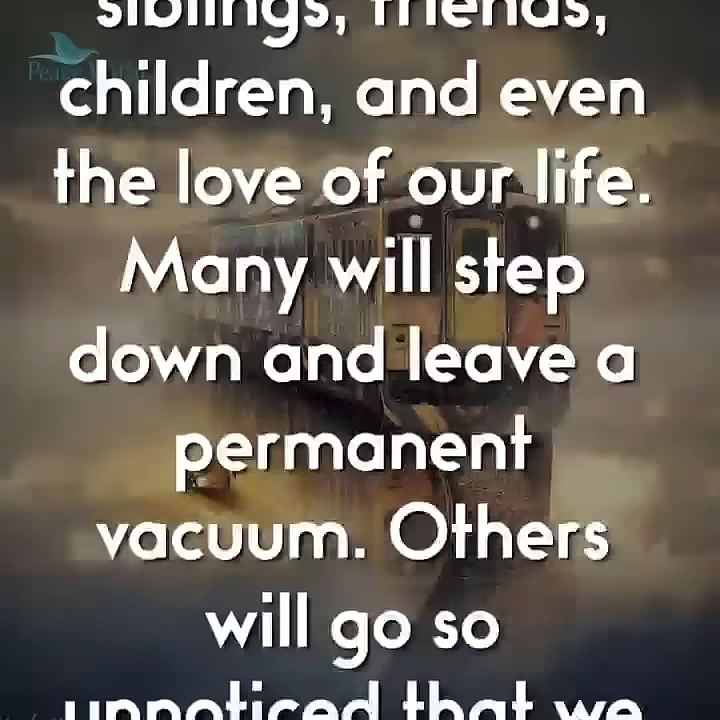 siblings, friends,
children, and even
the love of our life.
Many will step
down and leave a
permanent
vacuum. Others
will go so
unnoticed that we